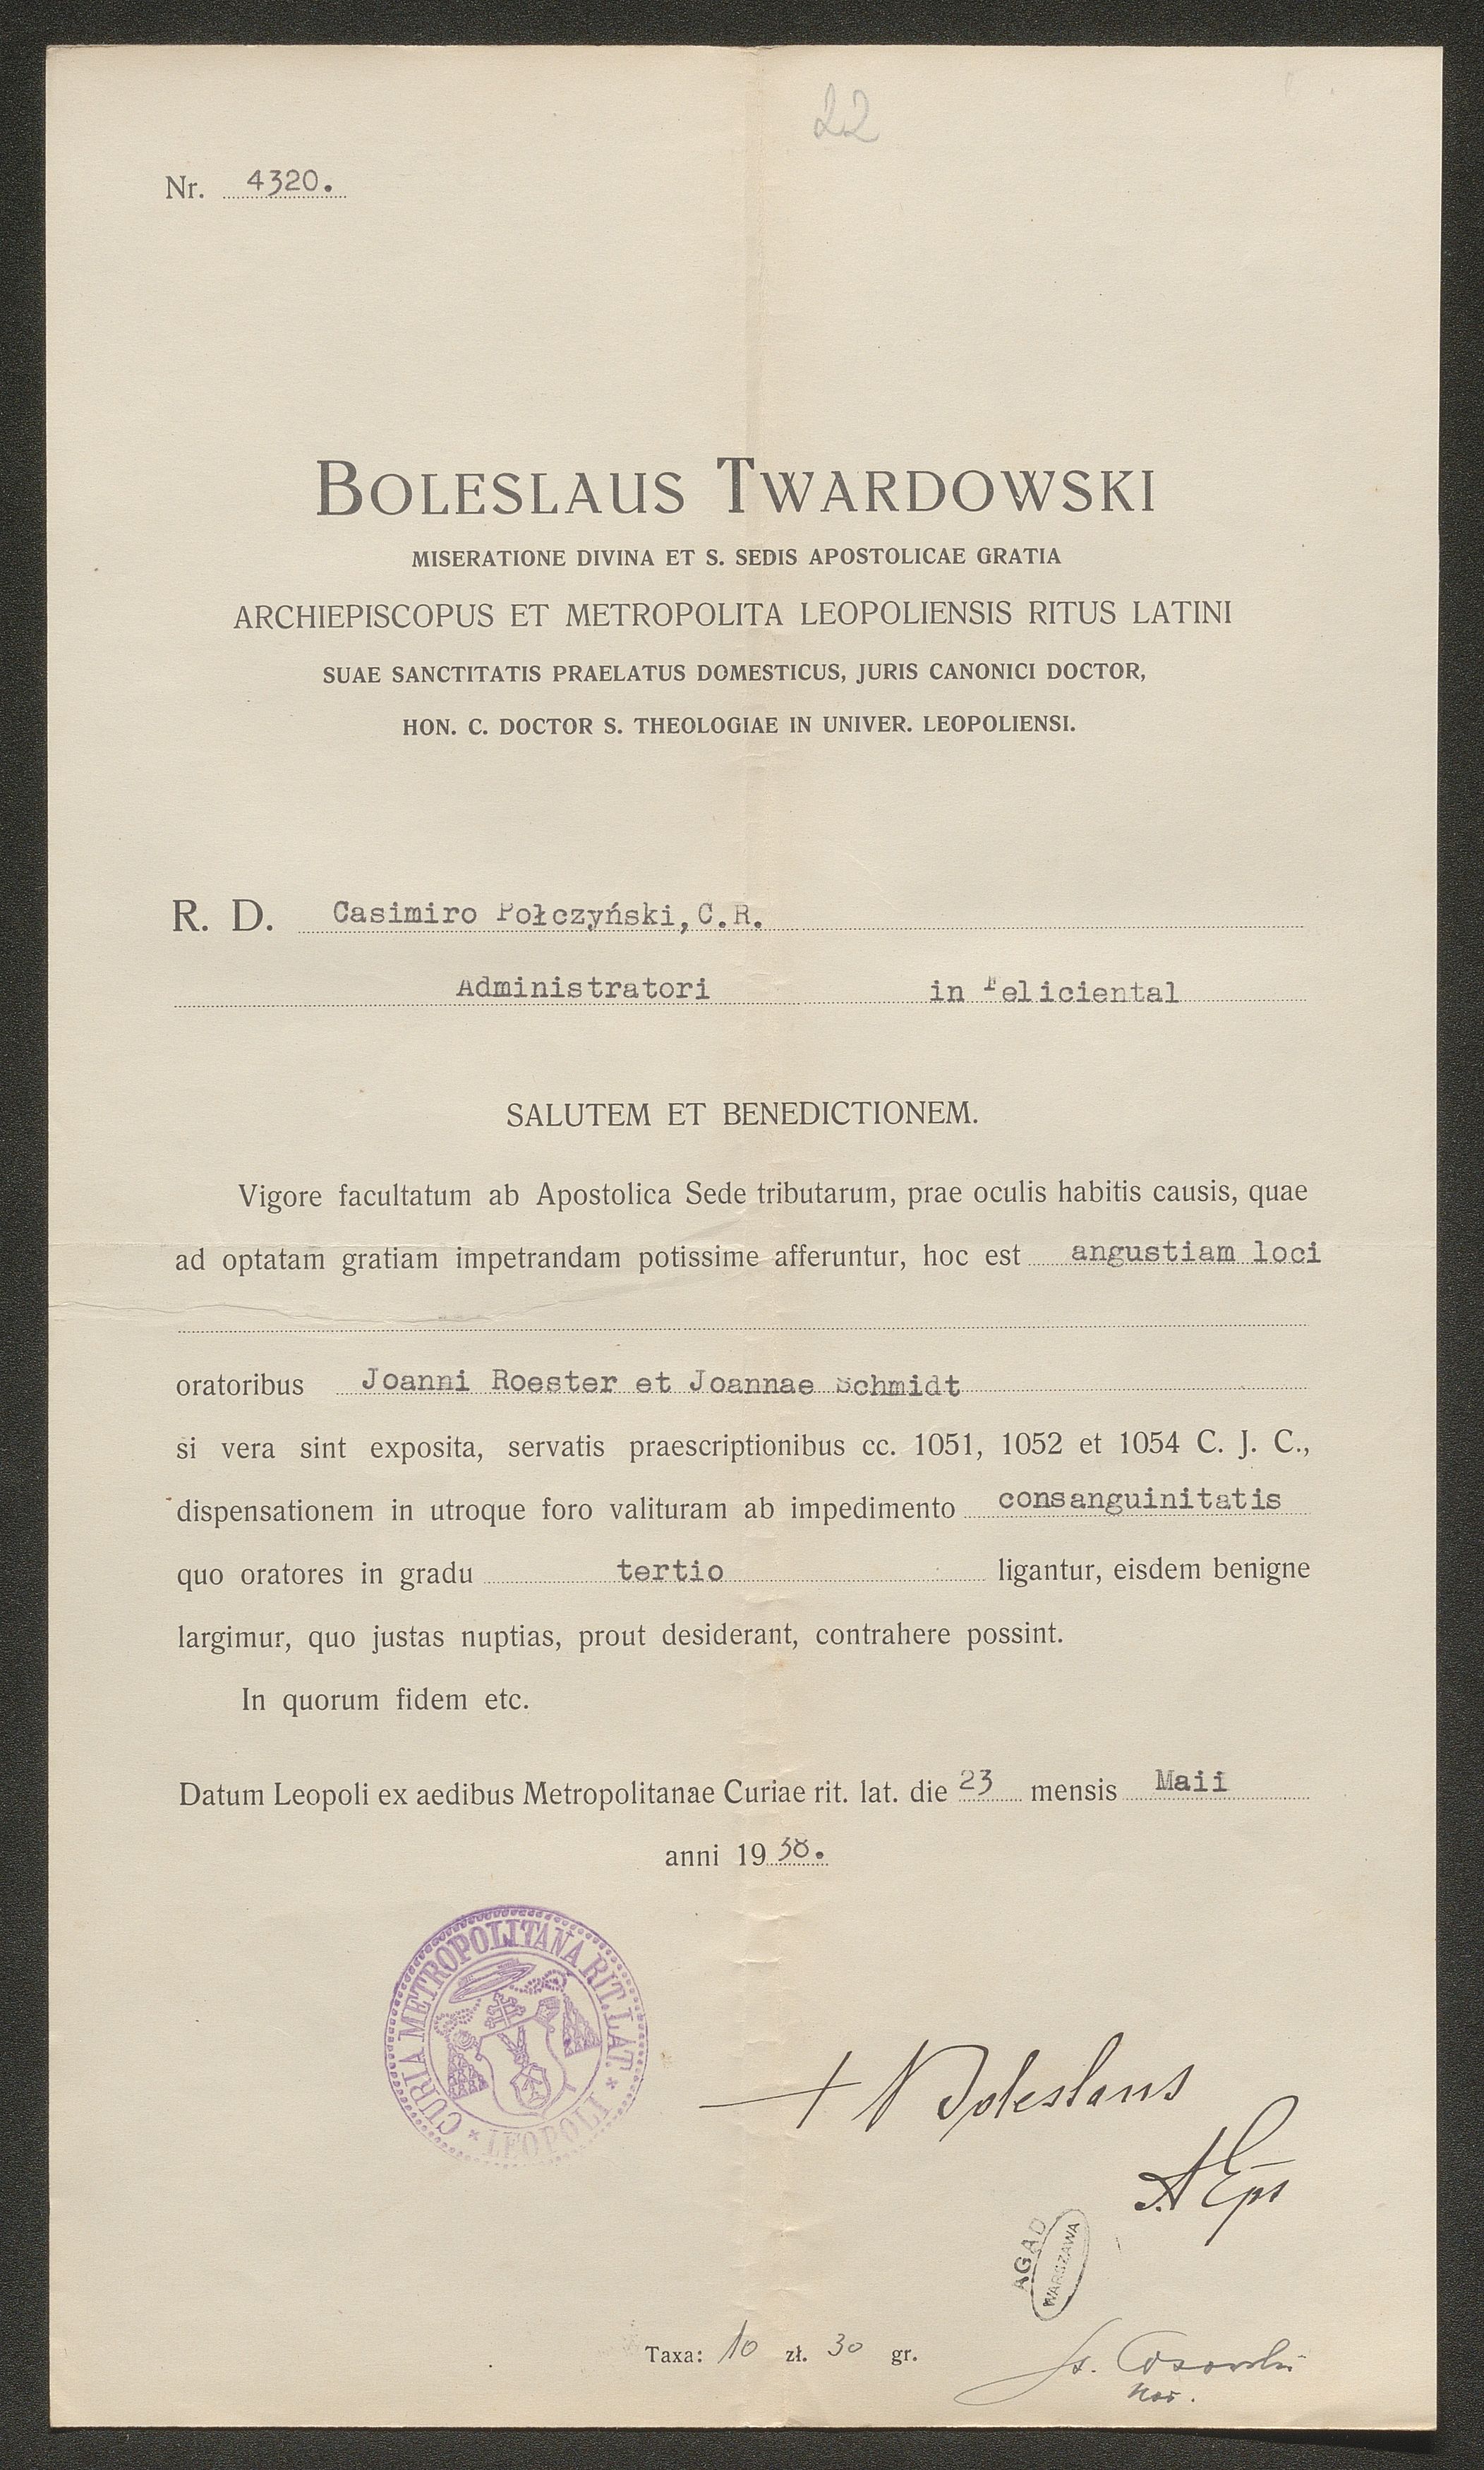 22
Nr. 4320.
BOLESLAUS TWARDOWSKI
MISERATIONE DIVINA ET S. SEDIS APOSTOLICAE GRATIA
ARCHIEPISCOPUS ET METROPOLITA LEOPOLIENSIS RITUS LATINI
SUAE SANCTITATIS PRAELATUS DOMESTICUS, JURIS CANONICI DOCTOR,
HON. C. DOCTOR S. THEOLOGIAE IN UNIVER. LEOPOLIENSI.
R. D. Casimiro Połczyński, C.R.
Administratori in Feliciental
SALUTEM ET BENEDICTIONEM.
Vigore facultatum ab Apostolica Sede tributarum, prae oculis habitis causis, quae
ad optatam gratiam impetrandam potissime afferuntur, hoc est angustiam loci
oratoribus Joanni Roester et Joannae Schmidt
si vera sint exposita, servatis praescriptionibus cc. 1051, 1052 et 1054 C. J. C.,
dispensationem in utroque foro valituram ab impedimento consanguinitatis
quo oratores in gradu tertio ligantur, eisdem benigne
largimur, quo justas nuptias, prout desiderant, contrahere possint.
In quorum fidem etc.
Datum Leopoli ex aedibus Metropolitanae Curiae rit. lat. die 23 mensis Maii
anni 1938.
CURIA METROPOLITANA RIT. LAT. * LEOPOLI *
+ Boleslaus
AEps
AGAD
WARSZAWA
Taxa: 10 zł. 30 gr.
Not.